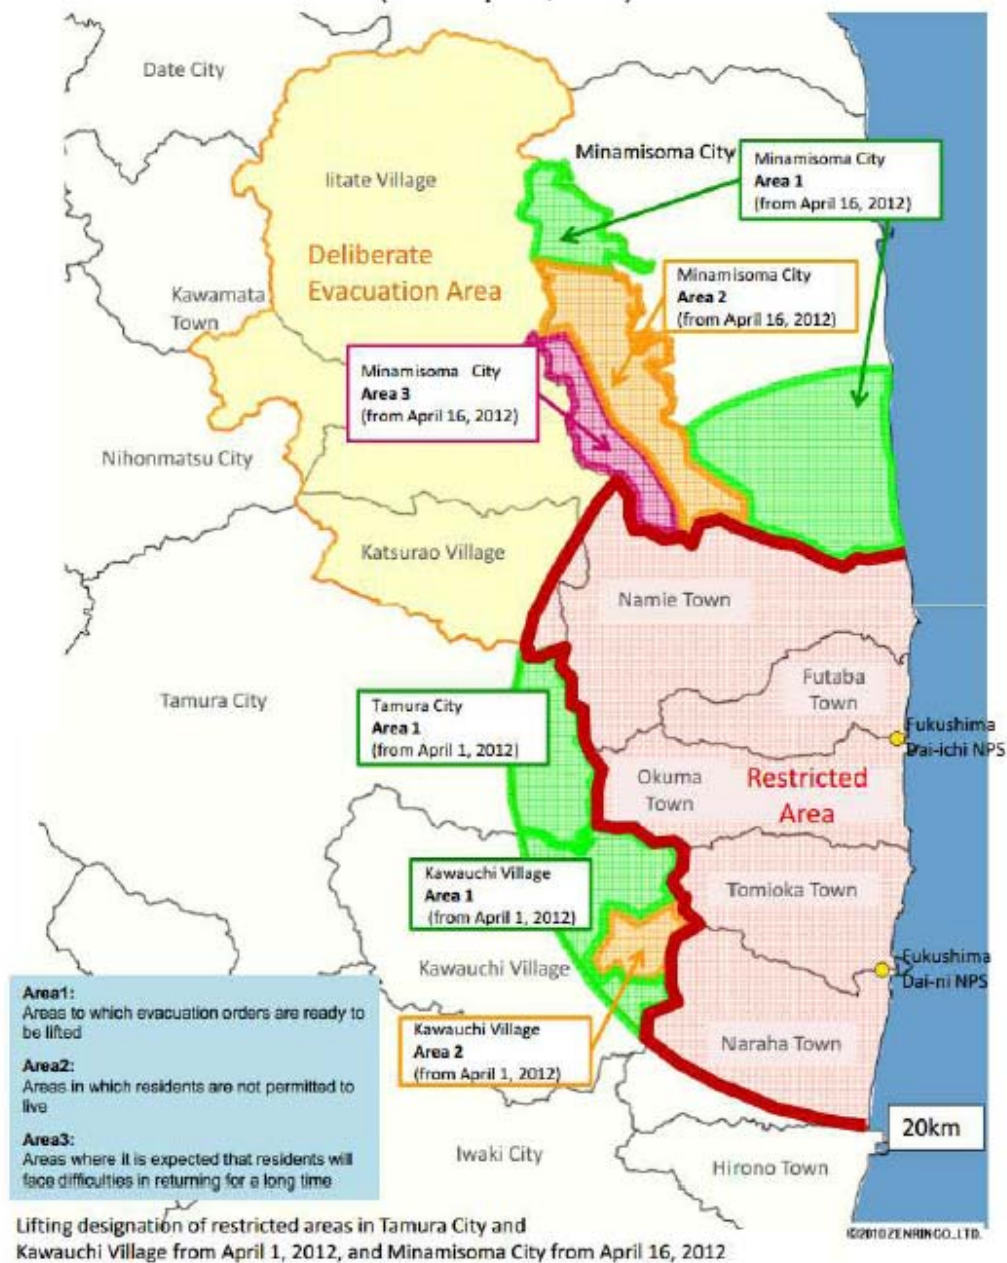 Date City
Minamisoma City
Minamisoma City
Area 1
(from April 16, 2012)
Iitate Village
Deliberate
Evacuation Area
Minamisoma City
Area 2
(from April 16, 2012)
Kawamata
Town
Minamisoma City
Area 3
(from April 16, 2012)
Nihonmatsu City
Katsurao Village
Namie Town
Futaba
Town
Tamura City
Tamura City
Area 1
(from April 1, 2012)
Fukushima
Dai-ichi NPS
Okuma
Town
Restricted
Area
Kawauchi Village
Area 1
(from April 1, 2012)
Tomioka Town
Kawauchi Village
Fukushima
Dai-ni NPS
Area1:
Areas to which evacuation orders are ready to
be lifted
Area2:
Areas in which residents are not permitted to
live
Area3:
Areas where it is expected that residents will
face difficulties in returning for a long time
Kawauchi Village
Area 2
(from April 1, 2012)
Naraha Town
20km
Iwaki City
Hirono Town
Lifting designation of restricted areas in Tamura City and
Kawauchi Village from April 1, 2012, and Minamisoma City from April 16, 2012
©2010 ZENRIN CO., LTD.